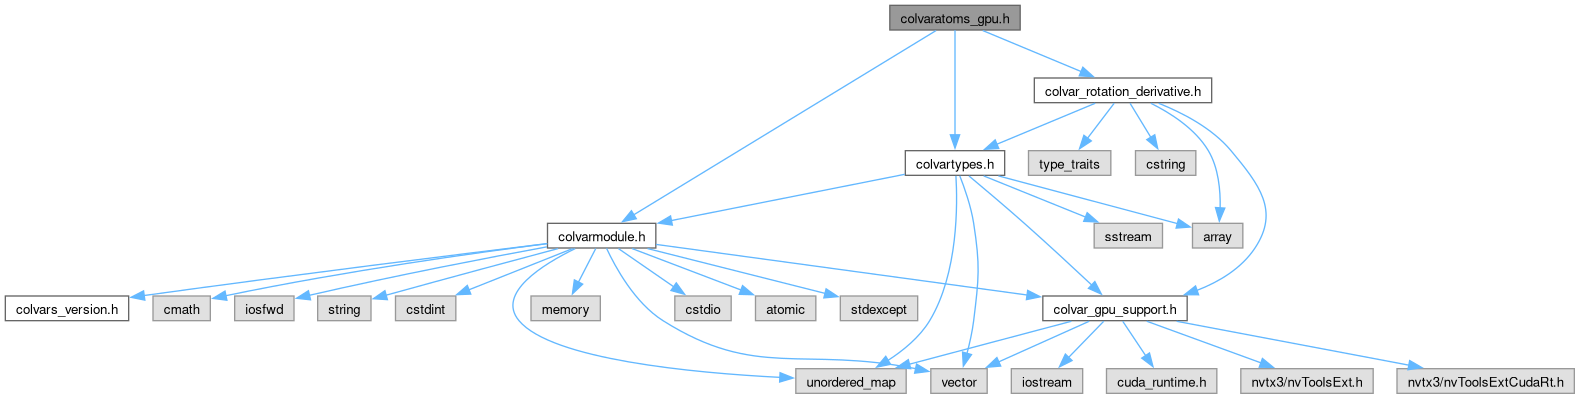 colvaratoms_gpu.h
colvar_rotation_derivative.h
colvartypes.h
type_traits
cstring
colvarmodule.h
sstream
array
colvars_version.h
cmath
iosfwd
string
cstdint
memory
cstdio
atomic
stdexcept
colvar_gpu_support.h
unordered_map
vector
iostream
cuda_runtime.h
nvtx3/nvToolsExt.h
nvtx3/nvToolsExtCudaRt.h